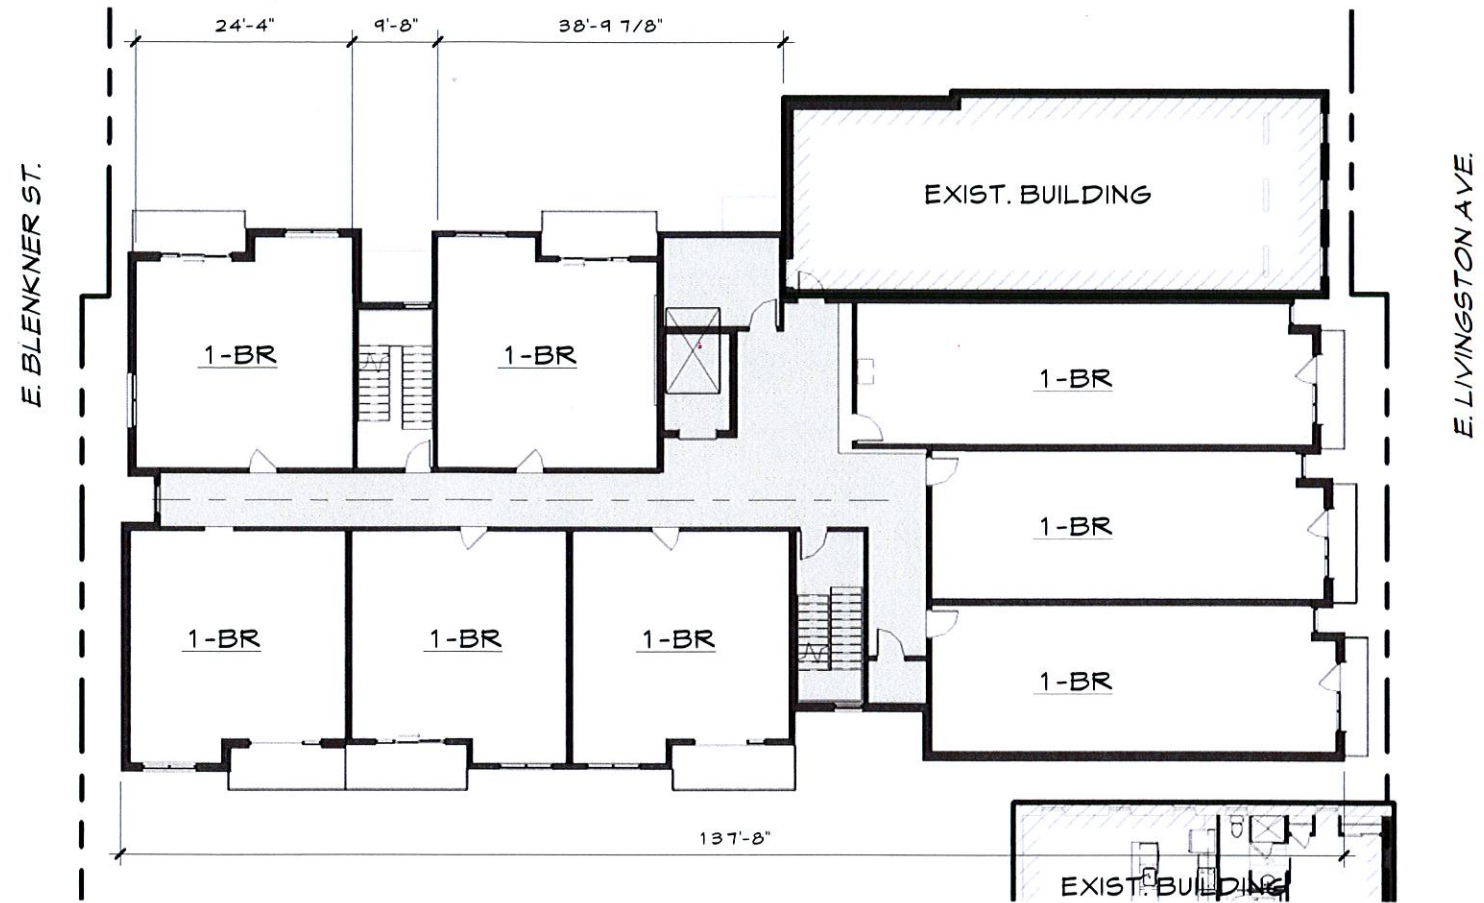 24'-4"
9'-8"
38'-9 7/8"
E. BLENKNER ST.
EXIST. BUILDING
E. LIVINGSTON AVE.
1-BR
1-BR
1-BR
1-BR
1-BR
1-BR
1-BR
1-BR
137'-8"
EXIST. BUILDING